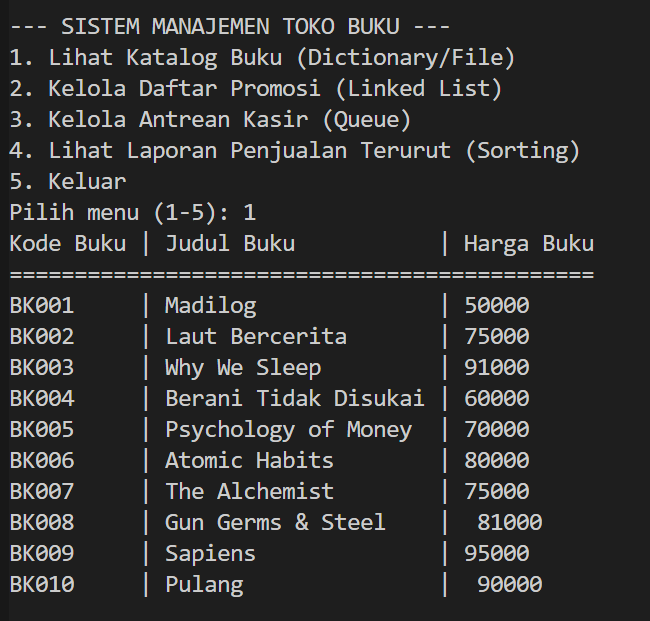 --- SISTEM MANAJEMEN TOKO BUKU ---
1. Lihat Katalog Buku (Dictionary/File)
2. Kelola Daftar Promosi (Linked List)
3. Kelola Antrean Kasir (Queue)
4. Lihat Laporan Penjualan Terurut (Sorting)
5. Keluar
Pilih menu (1-5): 1
Kode Buku | Judul Buku           | Harga Buku
=============================================
BK001     | Madilog              | 50000
BK002     | Laut Bercerita       | 75000
BK003     | Why We Sleep         | 91000
BK004     | Berani Tidak Disukai | 60000
BK005     | Psychology of Money  | 70000
BK006     | Atomic Habits        | 80000
BK007     | The Alchemist        | 75000
BK008     | Gun Germs & Steel    |  81000
BK009     | Sapiens              | 95000
BK010     | Pulang               |  90000